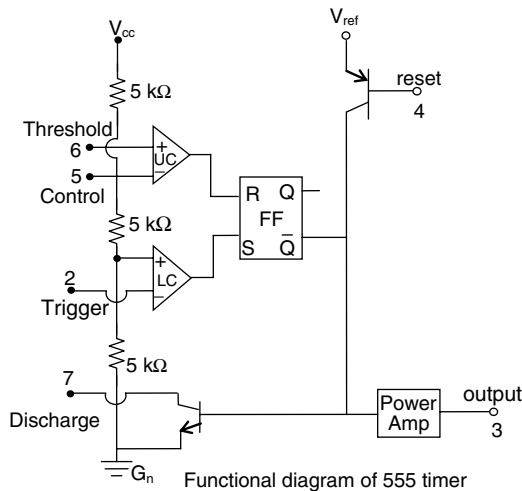 Vcc
Vref
5 kΩ
reset
4
Threshold
6
+
UC
−
5
Control
R Q
FF
S Q̅
5 kΩ
+
LC
−
2
Trigger
5 kΩ
7
Discharge
Power
Amp
output
3
Gn
Functional diagram of 555 timer